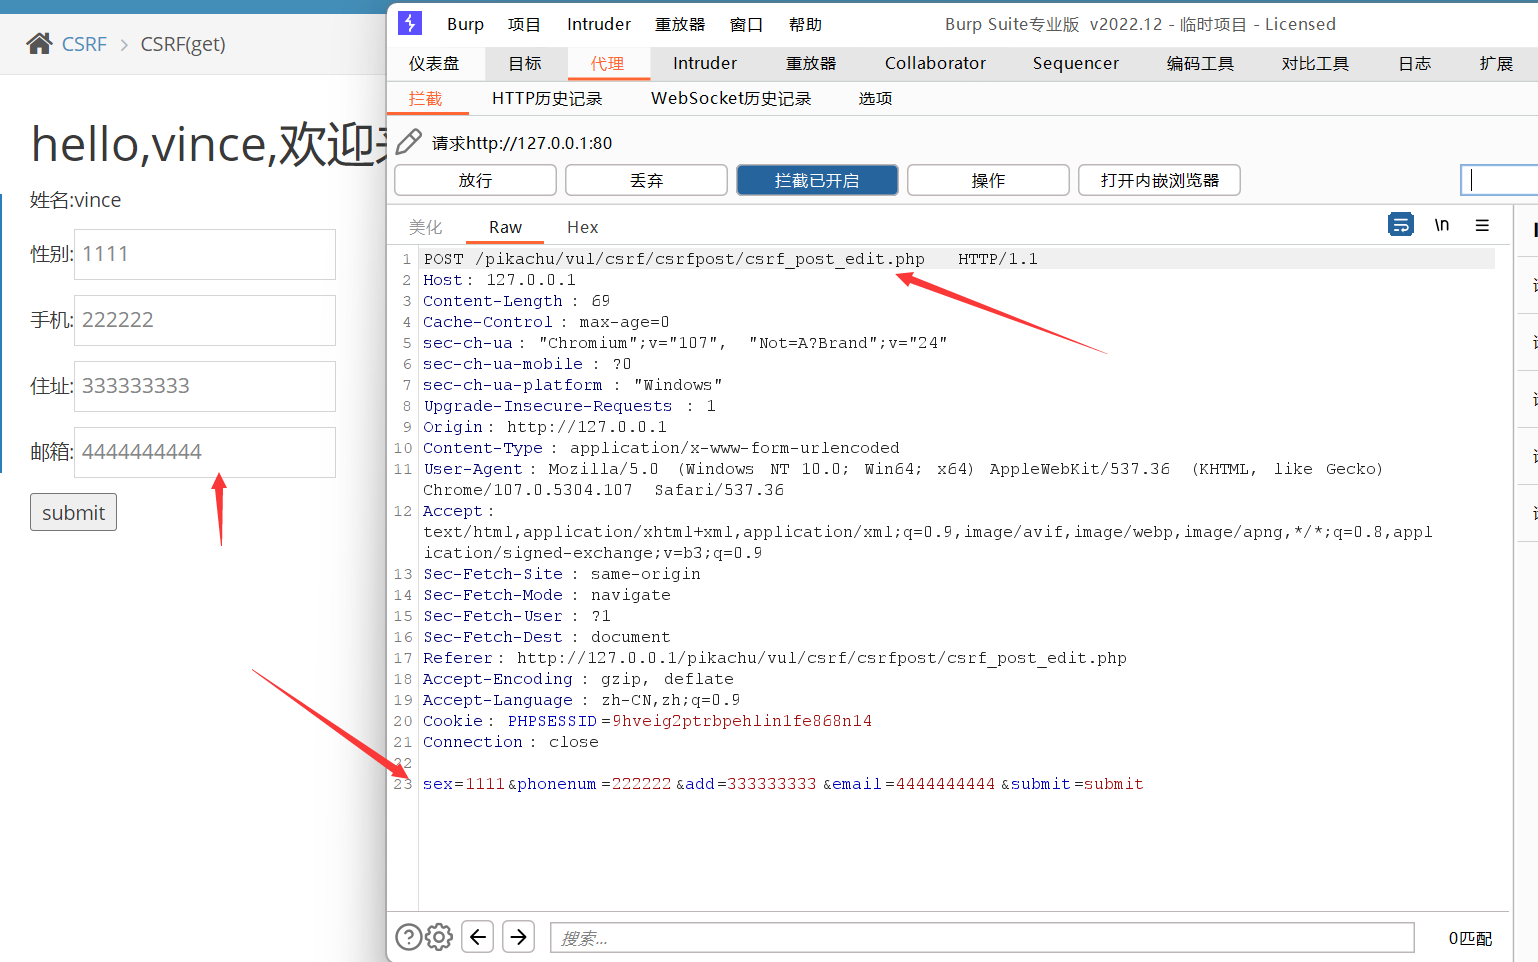 CSRF > CSRF(get)
hello,vince,欢迎
姓名:vince
性别: 1111
手机: 222222
住址: 333333333
邮箱: 4444444444
submit
Burp 项目 Intruder 重放器 窗口 帮助 Burp Suite专业版 v2022.12 - 临时项目 - Licensed
仪表盘 目标 代理 Intruder 重放器 Collaborator Sequencer 编码工具 对比工具 日志 扩展
拦截 HTTP历史记录 WebSocket历史记录 选项
请求http://127.0.0.1:80
放行 丢弃 拦截已开启 操作 打开内嵌浏览器
美化 Raw Hex \n
1 POST /pikachu/vul/csrf/csrfpost/csrf_post_edit.php HTTP/1.1
2 Host: 127.0.0.1
3 Content-Length: 69
4 Cache-Control: max-age=0
5 sec-ch-ua: "Chromium";v="107", "Not=A?Brand";v="24"
6 sec-ch-ua-mobile: ?0
7 sec-ch-ua-platform: "Windows"
8 Upgrade-Insecure-Requests: 1
9 Origin: http://127.0.0.1
10 Content-Type: application/x-www-form-urlencoded
11 User-Agent: Mozilla/5.0 (Windows NT 10.0; Win64; x64) AppleWebKit/537.36 (KHTML, like Gecko)
Chrome/107.0.5304.107 Safari/537.36
12 Accept:
text/html,application/xhtml+xml,application/xml;q=0.9,image/avif,image/webp,image/apng,*/*;q=0.8,appl
ication/signed-exchange;v=b3;q=0.9
13 Sec-Fetch-Site: same-origin
14 Sec-Fetch-Mode: navigate
15 Sec-Fetch-User: ?1
16 Sec-Fetch-Dest: document
17 Referer: http://127.0.0.1/pikachu/vul/csrf/csrfpost/csrf_post_edit.php
18 Accept-Encoding: gzip, deflate
19 Accept-Language: zh-CN,zh;q=0.9
20 Cookie: PHPSESSID=9hveig2ptrbpehlin1fe868n14
21 Connection: close
22
23 sex=1111&phonenum=222222&add=333333333&email=4444444444&submit=submit
搜索... 0匹配